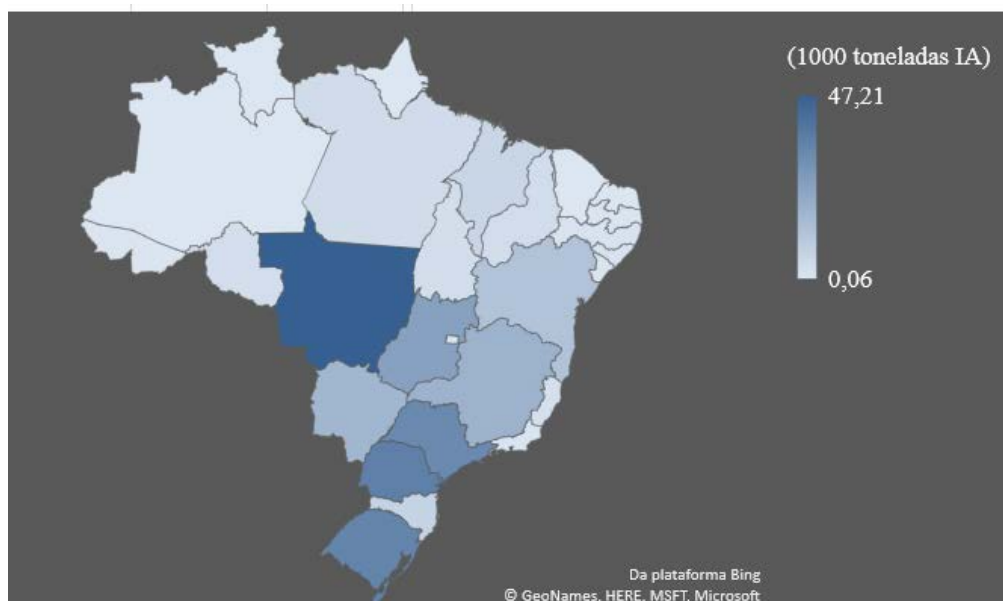 (1000 toneladas IA)
47,21
0,06
Da plataforma Bing
© GeoNames, HERE, MSFT, Microsoft